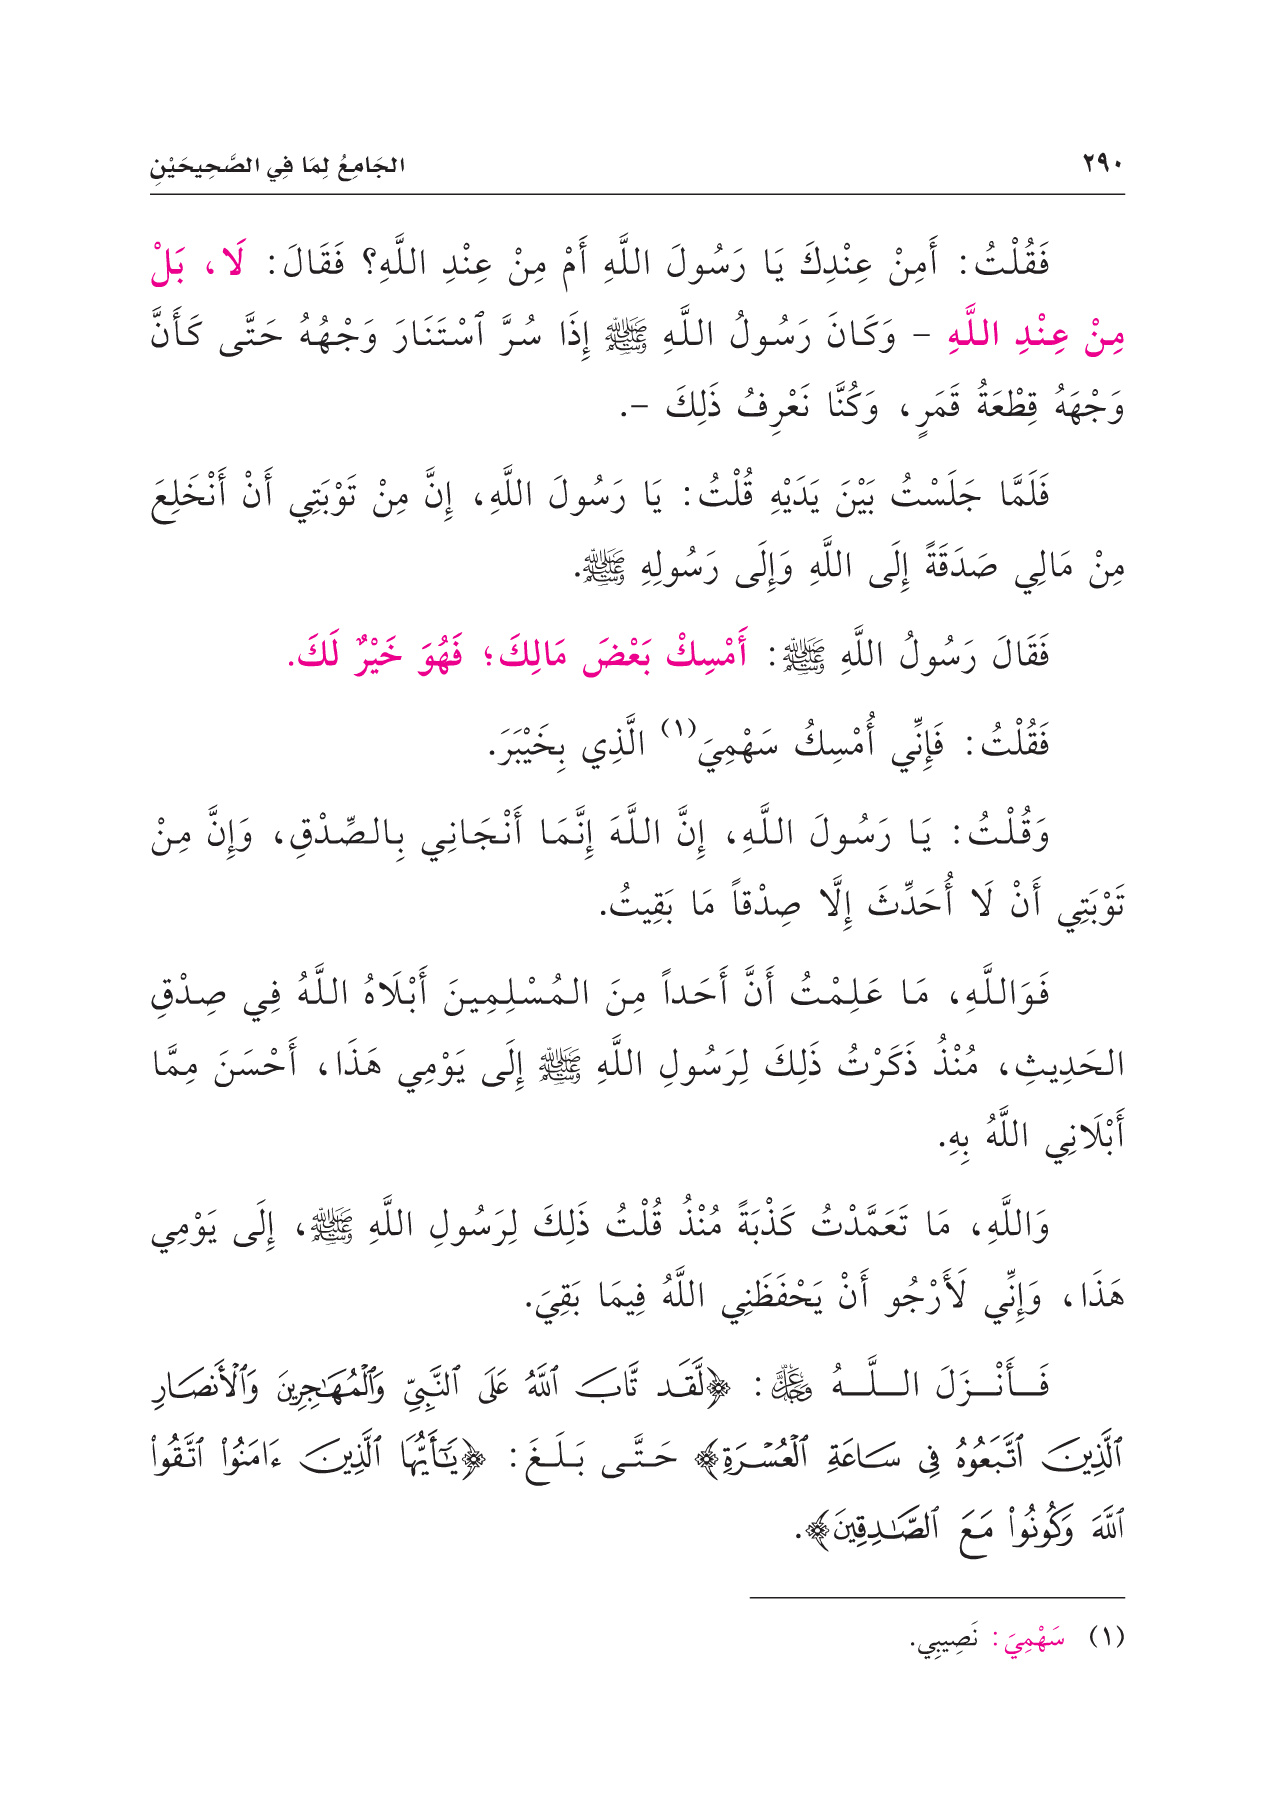 ٢٩٠ الجَامِعُ لِمَا فِي الصَّحِيحَيْنِ
فَقُلْتُ: أَمِنْ عِنْدِكَ يَا رَسُولَ اللَّهِ أَمْ مِنْ عِنْدِ اللَّهِ؟ فَقَالَ: لَا، بَلْ
مِنْ عِنْدِ اللَّهِ - وَكَانَ رَسُولُ اللَّهِ ﷺ إِذَا سُرَّ ٱسْتَنَارَ وَجْهُهُ حَتَّى كَأَنَّ
وَجْهَهُ قِطْعَةُ قَمَرٍ، وَكُنَّا نَعْرِفُ ذَلِكَ -.
فَلَمَّا جَلَسْتُ بَيْنَ يَدَيْهِ قُلْتُ: يَا رَسُولَ اللَّهِ، إِنَّ مِنْ تَوْبَتِي أَنْ أَنْخَلِعَ
مِنْ مَالِي صَدَقَةً إِلَى اللَّهِ وَإِلَى رَسُولِهِ ﷺ.
فَقَالَ رَسُولُ اللَّهِ ﷺ: أَمْسِكْ بَعْضَ مَالِكَ؛ فَهُوَ خَيْرٌ لَكَ.
فَقُلْتُ: فَإِنِّي أُمْسِكُ سَهْمِيَ(١) الَّذِي بِخَيْبَرَ.
وَقُلْتُ: يَا رَسُولَ اللَّهِ، إِنَّ اللَّهَ إِنَّمَا أَنْجَانِي بِالصِّدْقِ، وَإِنَّ مِنْ
تَوْبَتِي أَنْ لَا أُحَدِّثَ إِلَّا صِدْقاً مَا بَقِيتُ.
فَوَاللَّهِ، مَا عَلِمْتُ أَنَّ أَحَداً مِنَ المُسْلِمِينَ أَبْلَاهُ اللَّهُ فِي صِدْقِ
الحَدِيثِ، مُنْذُ ذَكَرْتُ ذَلِكَ لِرَسُولِ اللَّهِ ﷺ إِلَى يَوْمِي هَذَا، أَحْسَنَ مِمَّا
أَبْلَانِي اللَّهُ بِهِ.
وَاللَّهِ، مَا تَعَمَّدْتُ كَذْبَةً مُنْذُ قُلْتُ ذَلِكَ لِرَسُولِ اللَّهِ ﷺ، إِلَى يَوْمِي
هَذَا، وَإِنِّي لَأَرْجُو أَنْ يَحْفَظَنِي اللَّهُ فِيمَا بَقِيَ.
فَأَنْزَلَ اللَّهُ عَزَّ وَجَلَّ: ﴿لَّقَد تَّابَ ٱللَّهُ عَلَى ٱلنَّبِيِّ وَٱلْمُهَٰجِرِينَ وَٱلْأَنصَارِ
ٱلَّذِينَ ٱتَّبَعُوهُ فِى سَاعَةِ ٱلْعُسْرَةِ﴾ حَتَّى بَلَغَ: ﴿يَٰٓأَيُّهَا ٱلَّذِينَ ءَامَنُوا۟ ٱتَّقُوا۟
ٱللَّهَ وَكُونُوا۟ مَعَ ٱلصَّٰدِقِينَ﴾.
(١) سَهْمِيَ: نَصِيبِي.